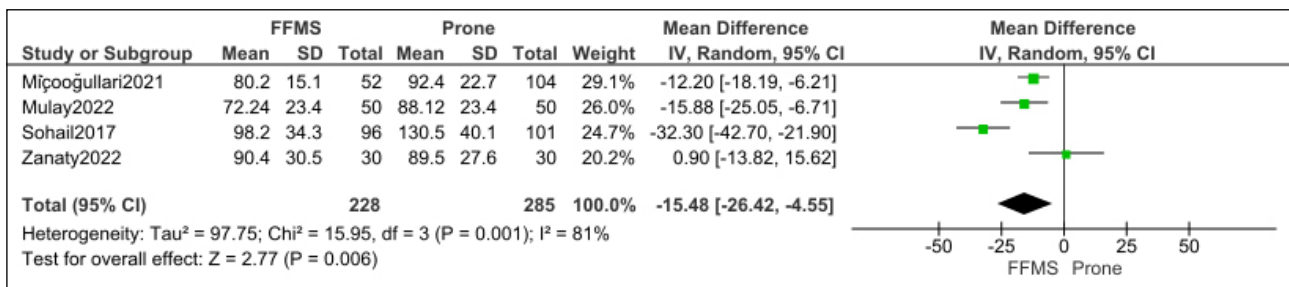 FFMS Prone Mean Difference Mean Difference
Study or Subgroup Mean SD Total Mean SD Total Weight IV, Random, 95% CI IV, Random, 95% CI
Miçooğullari2021 80.2 15.1 52 92.4 22.7 104 29.1% -12.20 [-18.19, -6.21]
Mulay2022 72.24 23.4 50 88.12 23.4 50 26.0% -15.88 [-25.05, -6.71]
Sohail2017 98.2 34.3 96 130.5 40.1 101 24.7% -32.30 [-42.70, -21.90]
Zanaty2022 90.4 30.5 30 89.5 27.6 30 20.2% 0.90 [-13.82, 15.62]
Total (95% CI) 228 285 100.0% -15.48 [-26.42, -4.55]
Heterogeneity: Tau² = 97.75; Chi² = 15.95, df = 3 (P = 0.001); I² = 81%
Test for overall effect: Z = 2.77 (P = 0.006)
-50 -25 0 25 50
FFMS Prone